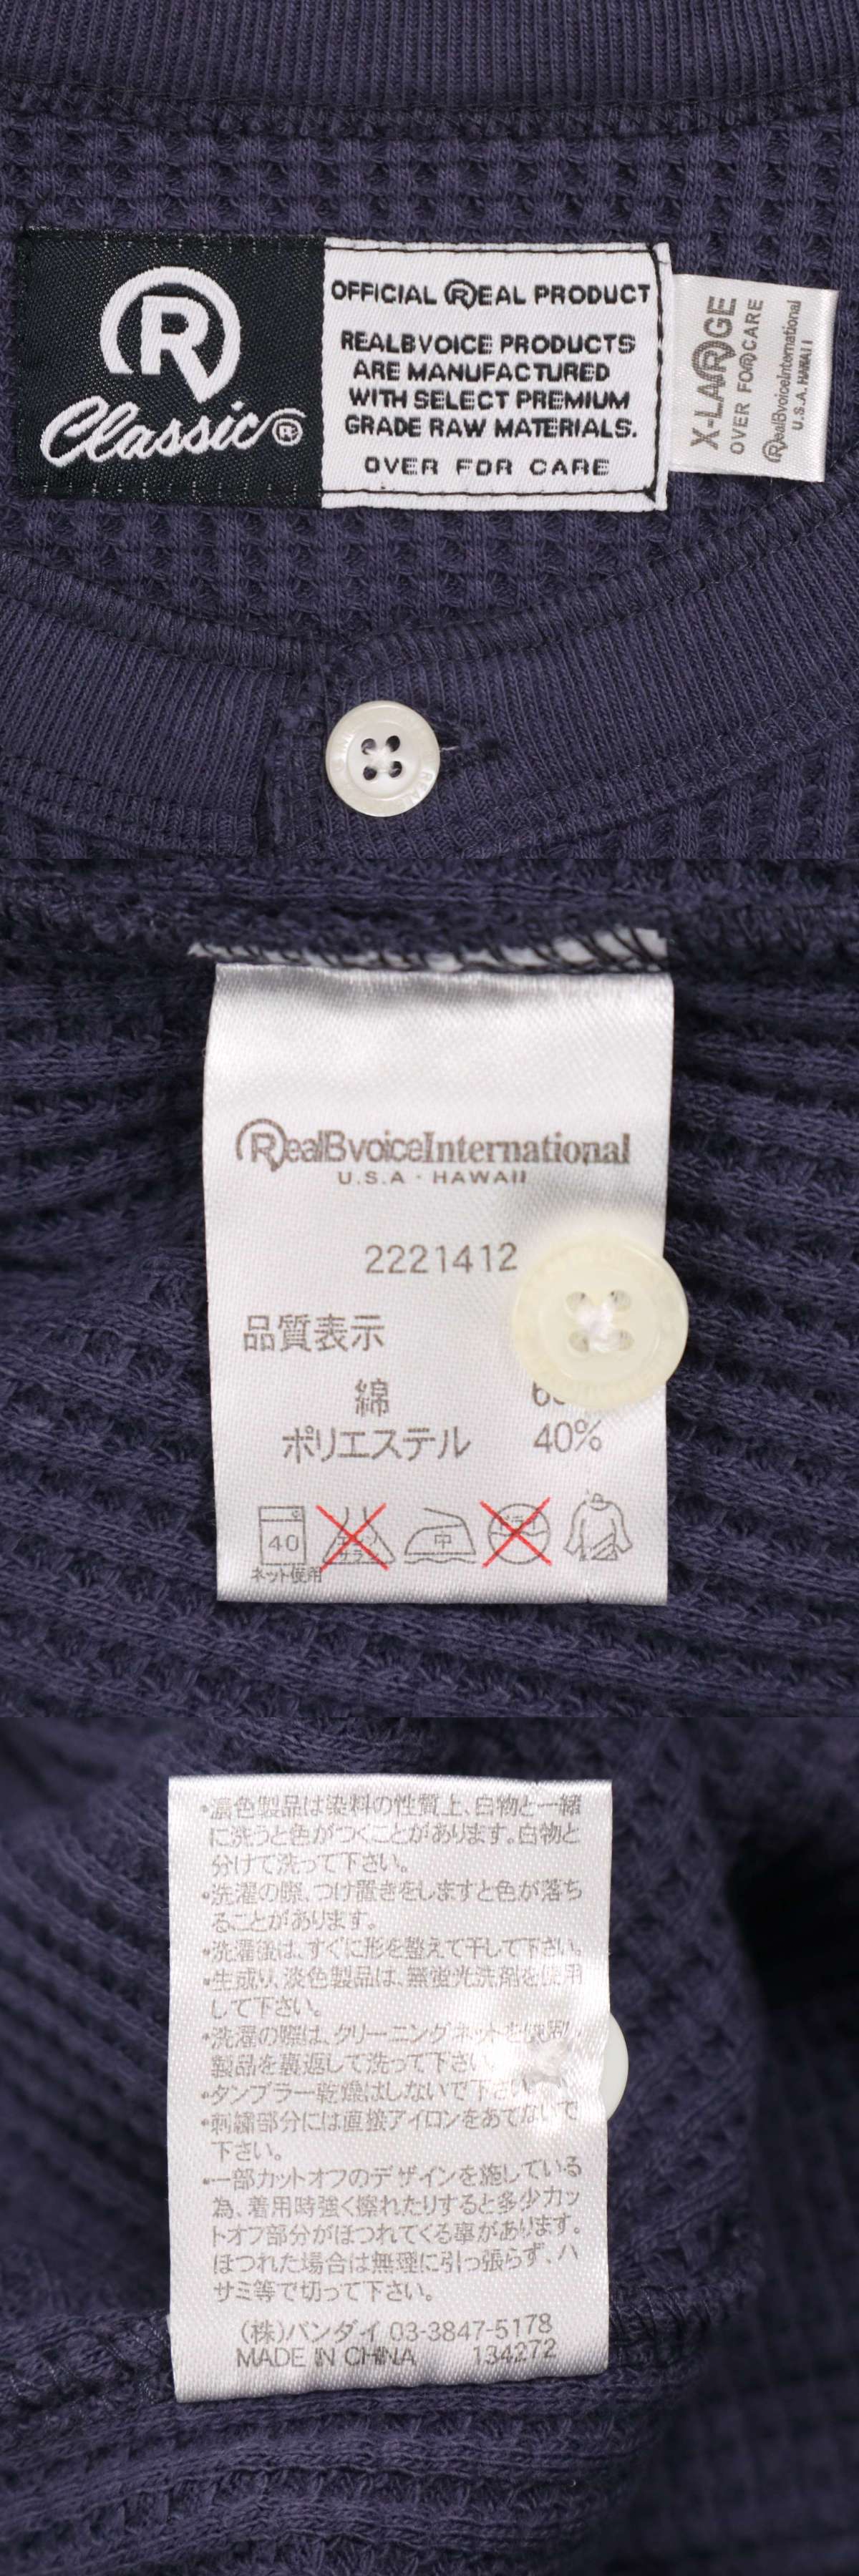 R
Classic®
OFFICIAL ®EAL PRODUCT
REALBVOICE PRODUCTS
ARE MANUFACTURED
WITH SELECT PREMIUM
GRADE RAW MATERIALS.
OVER FOR CARE
X-LARGE
OVER FOR CARE
RealBvoiceInternational
U.S.A. HAWAII
RealBvoiceInternational
U.S.A・HAWAII
2221412
品質表示
綿
ポリエステル 40%
40
エンソ
サラシ
中
ドライ
ネット使用
・濃色製品は染料の性質上、白物と一緒
に洗うと色がつくことがあります。白物と
分けて洗って下さい。
・洗濯の際、つけ置きをしますと色が落ち
ることがあります。
・洗濯後は、すぐに形を整えて干して下さい。
・生成り、淡色製品は、無蛍光洗剤を使用
して下さい。
・洗濯の際は、クリーニングネットを使用し
製品を裏返して洗って下さい。
・タンブラー乾燥はしないで下さい。
・刺繍部分には直接アイロンをあてないで
下さい。
・一部カットオフのデザインを施している
為、着用時強く擦れたりすると多少カッ
トオフ部分がほつれてくる事があります。
ほつれた場合は無理に引っ張らず、ハ
サミ等で切って下さい。
(株)バンダイ 03-3847-5178
MADE IN CHINA 134272